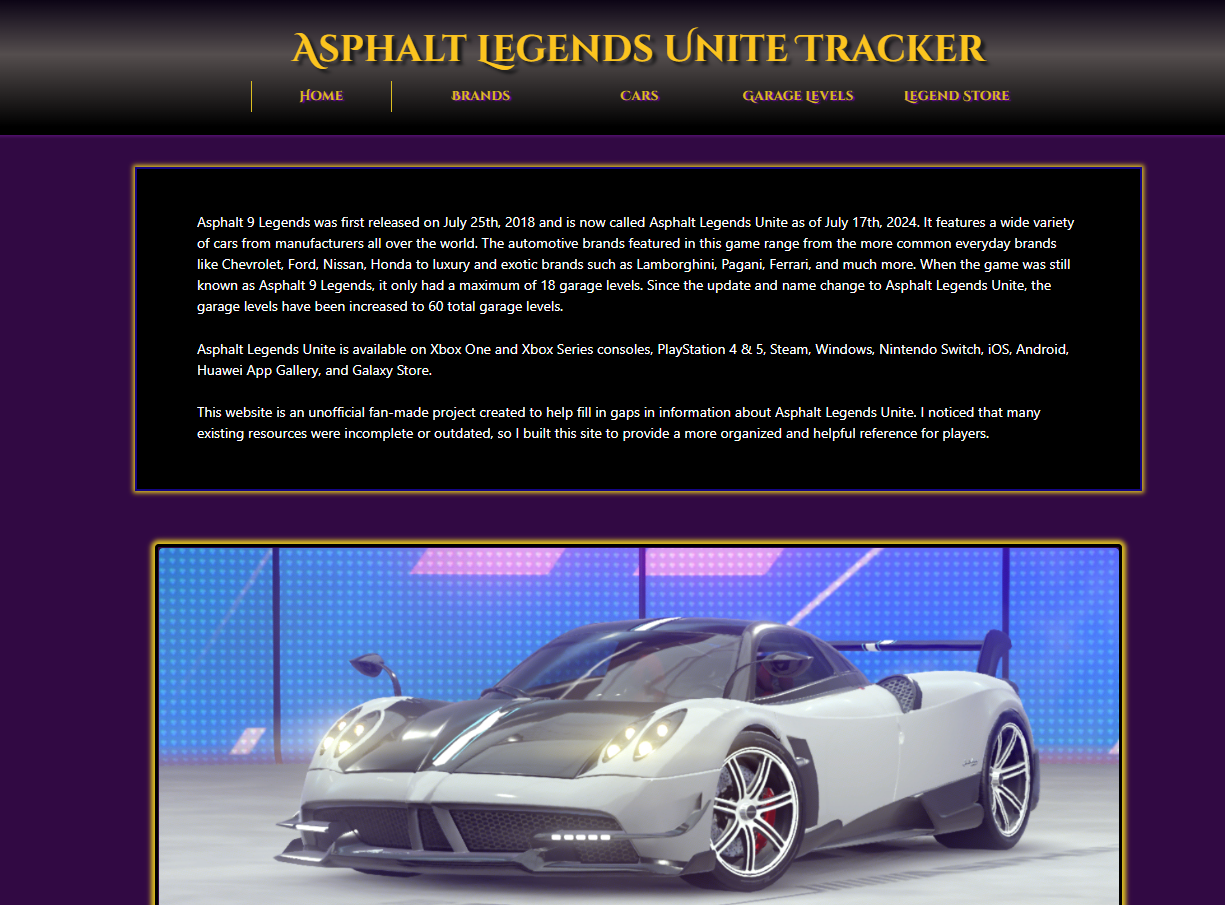 Asphalt Legends Unite Tracker
Home Brands Cars Garage Levels Legend Store
Asphalt 9 Legends was first released on July 25th, 2018 and is now called Asphalt Legends Unite as of July 17th, 2024. It features a wide variety
of cars from manufacturers all over the world. The automotive brands featured in this game range from the more common everyday brands
like Chevrolet, Ford, Nissan, Honda to luxury and exotic brands such as Lamborghini, Pagani, Ferrari, and much more. When the game was still
known as Asphalt 9 Legends, it only had a maximum of 18 garage levels. Since the update and name change to Asphalt Legends Unite, the
garage levels have been increased to 60 total garage levels.
Asphalt Legends Unite is available on Xbox One and Xbox Series consoles, PlayStation 4 & 5, Steam, Windows, Nintendo Switch, iOS, Android,
Huawei App Gallery, and Galaxy Store.
This website is an unofficial fan-made project created to help fill in gaps in information about Asphalt Legends Unite. I noticed that many
existing resources were incomplete or outdated, so I built this site to provide a more organized and helpful reference for players.